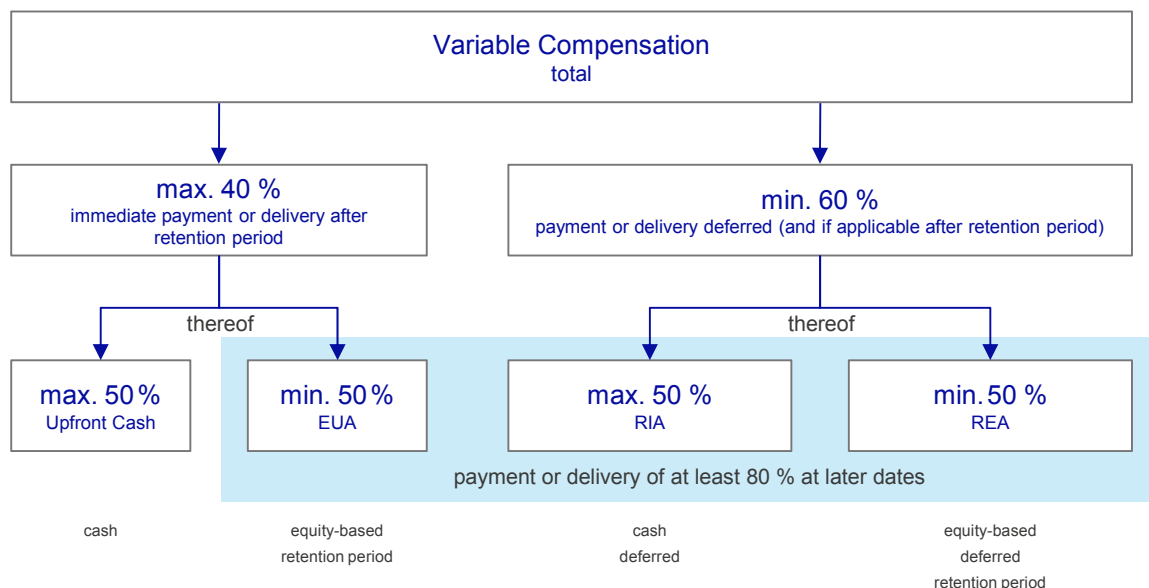 Variable Compensation
total
max. 40 %
immediate payment or delivery after
retention period
min. 60 %
payment or delivery deferred (and if applicable after retention period)
thereof
thereof
max. 50 %
Upfront Cash
min. 50 %
EUA
max. 50 %
RIA
min. 50 %
REA
payment or delivery of at least 80 % at later dates
cash
equity-based
retention period
cash
deferred
equity-based
deferred
retention period